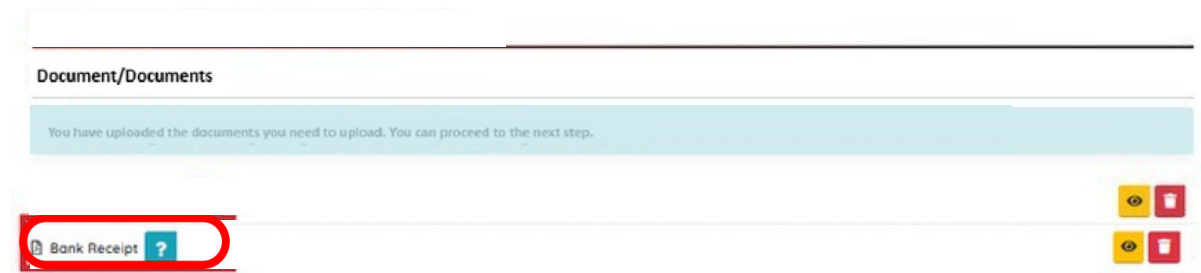 Document/Documents
You have uploaded the documents you need to upload. You can proceed to the next step.
Bank Receipt ?